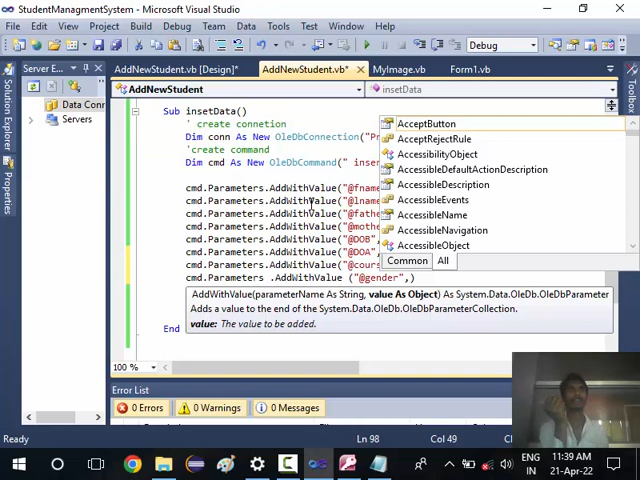 StudentManagmentSystem - Microsoft Visual Studio
File Edit View Project Build Debug Team Data Tools Test Window Help
Debug
Server E...
AddNewStudent.vb [Design]* AddNewStudent.vb* MyImage.vb Form1.vb
AddNewStudent insetData
Data Conn
Servers
Solution Explorer
Toolbox
Sub insetData()
' create connetion
Dim conn As New OleDbConnection("Pr
'create command
Dim cmd As New OleDbCommand(" inser
cmd.Parameters.AddWithValue("@fname
cmd.Parameters.AddWithValue("@lname
cmd.Parameters.AddWithValue("@fathe
cmd.Parameters.AddWithValue("@mothe
cmd.Parameters.AddWithValue("@DOB",
cmd.Parameters.AddWithValue("@DOA",
cmd.Parameters.AddWithValue("@cours
cmd.Parameters .AddWithValue ("@gender",)
AcceptButton
AcceptRejectRule
AccessibilityObject
AccessibleDefaultActionDescription
AccessibleDescription
AccessibleEvents
AccessibleName
AccessibleNavigation
AccessibleObject
Common All
AddWithValue(parameterName As String, value As Object) As System.Data.OleDb.OleDbParameter
Adds a value to the end of the System.Data.OleDb.OleDbParameterCollection.
value: The value to be added.
End
100 %
Error List
0 Errors 0 Warnings 0 Messages
Ready Ln 98 Col 49
ENG
IN
11:39 AM
21-Apr-22